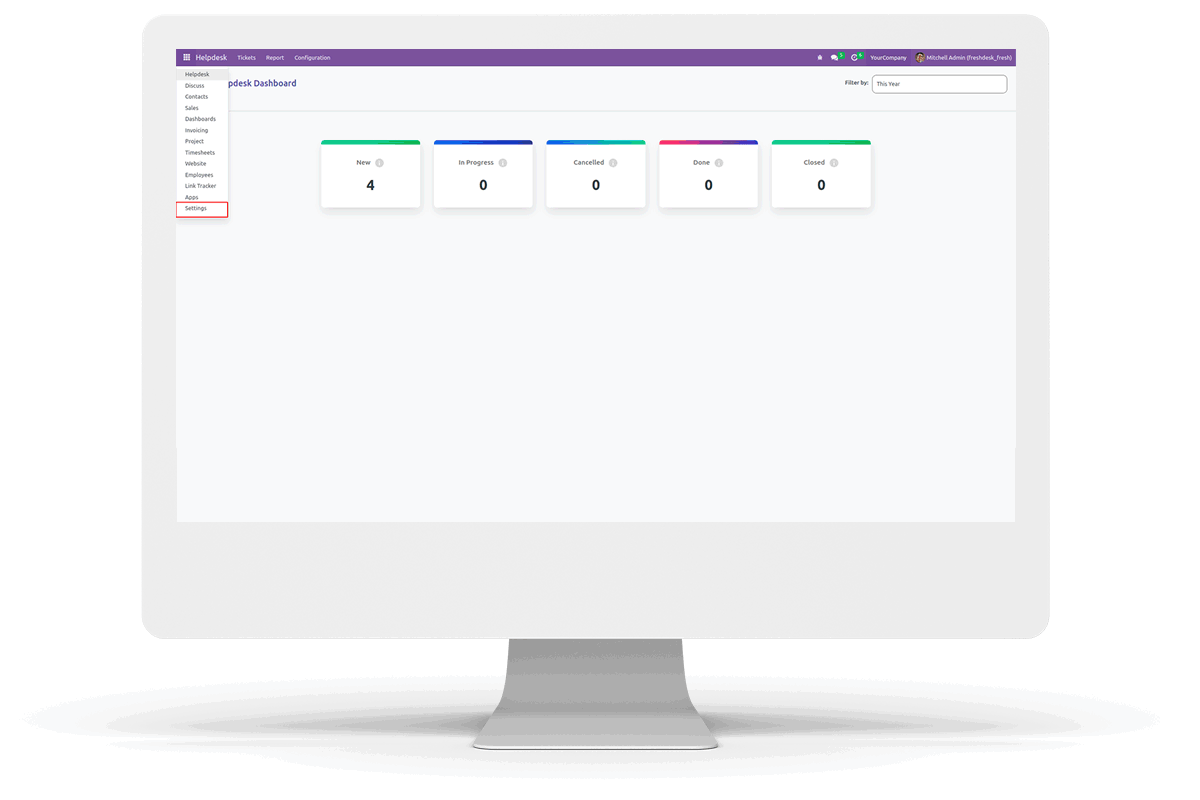 Helpdesk Tickets Report Configuration 5 6 YourCompany Mitchell Admin (freshdesk_fresh)
Helpdesk
pdesk Dashboard
Filter by: This Year
Discuss
Contacts
Sales
Dashboards
Invoicing
Project
Timesheets
Website
Employees
Link Tracker
Apps
Settings
New
4
In Progress
0
Cancelled
0
Done
0
Closed
0